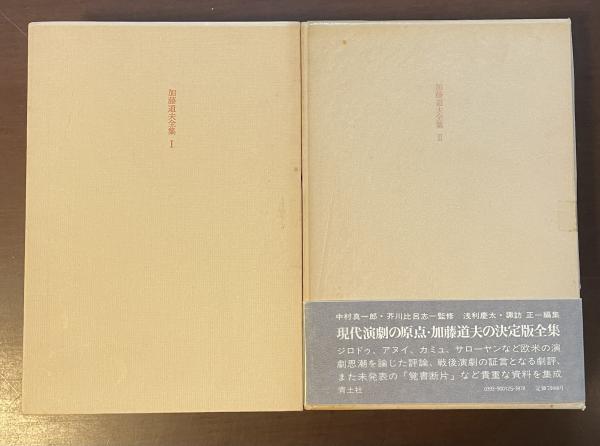 加藤道夫全集 I
加藤道夫全集 II
中村真一郎・芥川比呂志―監修 浅利慶太・諏訪 正―編集
現代演劇の原点・加藤道夫の決定版全集
ジロドゥ、アヌイ、カミュ、サローヤンなど欧米の演
劇思潮を論じた評論、戦後演劇の証言となる劇評、
また未発表の「覚書断片」など貴重な資料を集成
青土社